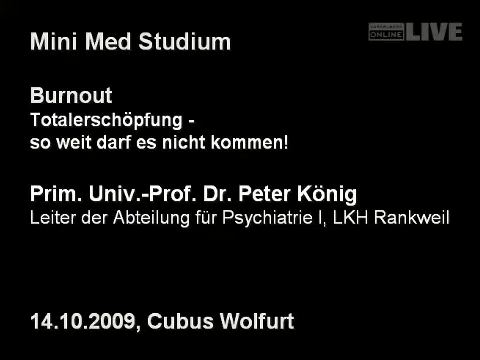 ONLINE LIVE
Mini Med Studium
Burnout
Totalerschöpfung -
so weit darf es nicht kommen!
Prim. Univ.-Prof. Dr. Peter König
Leiter der Abteilung für Psychiatrie I, LKH Rankweil
14.10.2009, Cubus Wolfurt